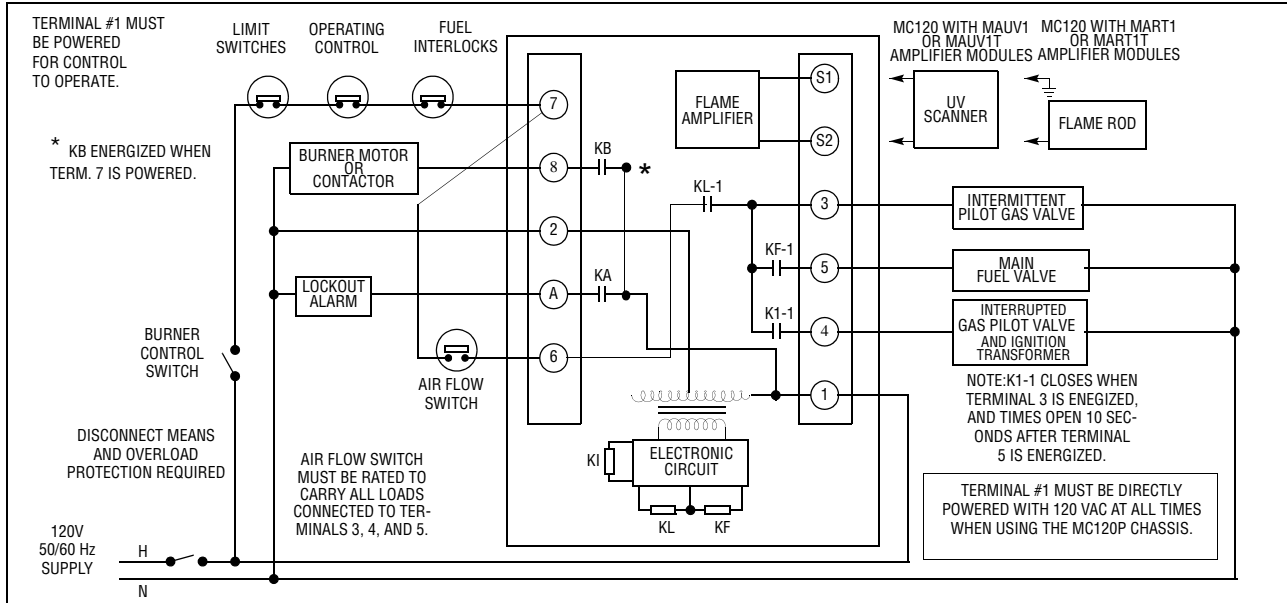 TERMINAL #1 MUST
BE POWERED
FOR CONTROL
TO OPERATE.
LIMIT
SWITCHES
OPERATING
CONTROL
FUEL
INTERLOCKS
* KB ENERGIZED WHEN
TERM. 7 IS POWERED.
BURNER MOTOR
OR
CONTACTOR
LOCKOUT
ALARM
BURNER
CONTROL
SWITCH
AIR FLOW
SWITCH
DISCONNECT MEANS
AND OVERLOAD
PROTECTION REQUIRED
AIR FLOW SWITCH
MUST BE RATED TO
CARRY ALL LOADS
CONNECTED TO TER-
MINALS 3, 4, AND 5.
120V
50/60 Hz
SUPPLY
H
N
7
8
2
A
6
KB
*
KA
KL-1
KF-1
K1-1
FLAME
AMPLIFIER
S1
S2
3
5
4
1
KI
ELECTRONIC
CIRCUIT
KL
KF
MC120 WITH MAUV1
OR MAUV1T
AMPLIFIER MODULES
MC120 WITH MART1
OR MART1T
AMPLIFIER MODULES
UV
SCANNER
FLAME ROD
INTERMITTENT
PILOT GAS VALVE
MAIN
FUEL VALVE
INTERRUPTED
GAS PILOT VALVE
AND IGNITION
TRANSFORMER
NOTE:K1-1 CLOSES WHEN
TERMINAL 3 IS ENEGIZED,
AND TIMES OPEN 10 SEC-
ONDS AFTER TERMINAL
5 IS ENERGIZED.
TERMINAL #1 MUST BE DIRECTLY
POWERED WITH 120 VAC AT ALL TIMES
WHEN USING THE MC120P CHASSIS.